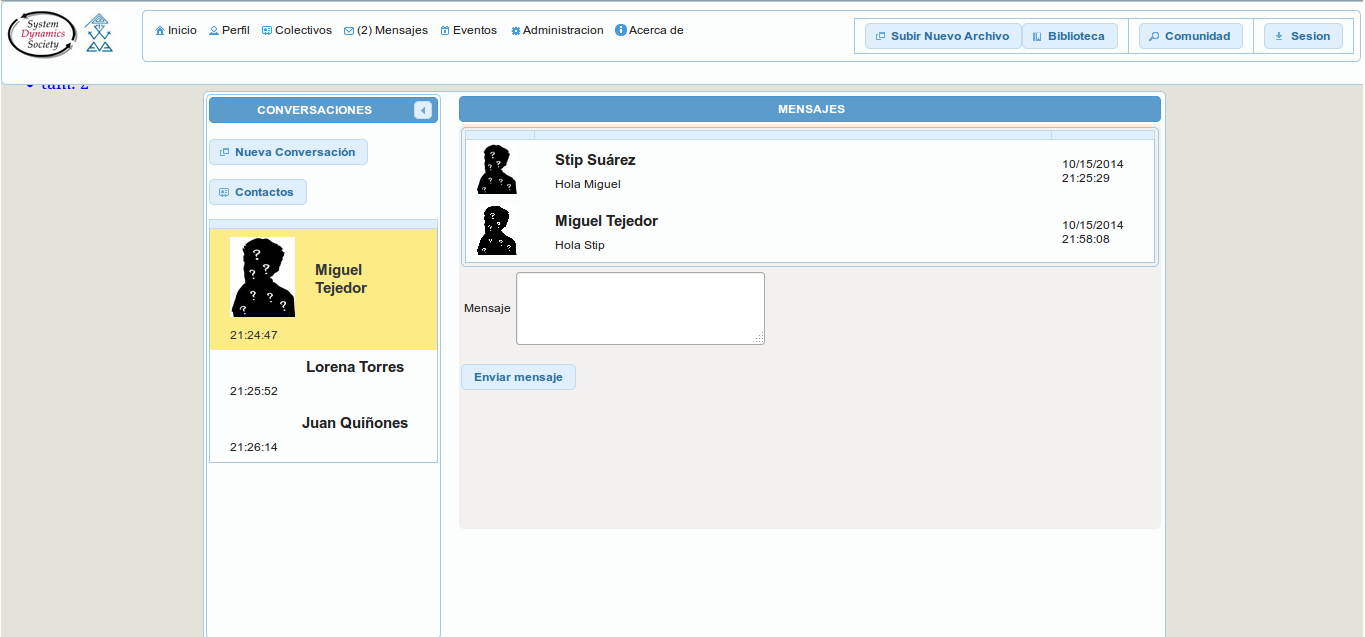 System
Dynamics
Society
Inicio
Perfil
Colectivos
(2) Mensajes
Eventos
Administracion
Acerca de
Subir Nuevo Archivo
Biblioteca
Comunidad
Sesion
CONVERSACIONES
Nueva Conversación
Contactos
Miguel
Tejedor
21:24:47
Lorena Torres
21:25:52
Juan Quiñones
21:26:14
MENSAJES
Stip Suárez
Hola Miguel
10/15/2014
21:25:29
Miguel Tejedor
Hola Stip
10/15/2014
21:58:08
Mensaje
Enviar mensaje